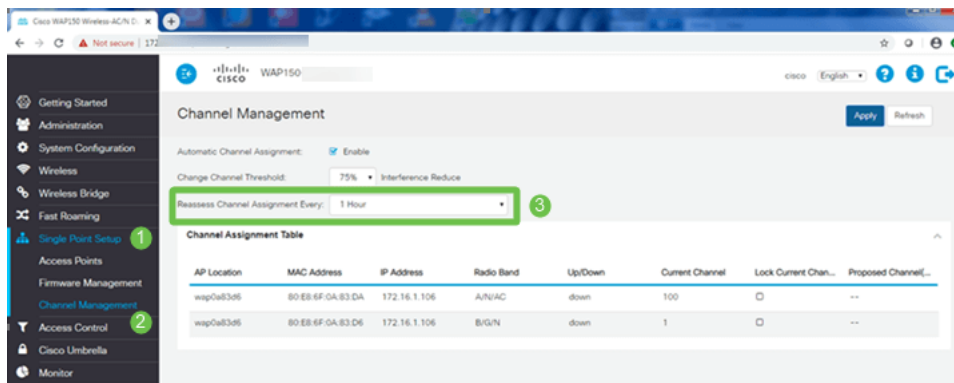 Cisco WAP150 Wireless-AC/N D
Not secure | 172
CISCO WAP150
cisco English
Getting Started
Administration
System Configuration
Wireless
Wireless Bridge
Fast Roaming
Single Point Setup 1
Access Points
Firmware Management
Channel Management
2
Access Control
Cisco Umbrella
Monitor
Channel Management
Apply Refresh
Automatic Channel Assignment: Enable
Change Channel Threshold: 75% Interference Reduce
Reassess Channel Assignment Every: 1 Hour 3
Channel Assignment Table
AP Location MAC Address IP Address Radio Band Up/Down Current Channel Lock Current Chan... Proposed Channel(...
wap0a83d6 80:E8:6F:0A:83:DA 172.16.1.106 A/N/AC down 100 --
wap0a83d6 80:E8:6F:0A:83:D6 172.16.1.106 B/G/N down 1 --